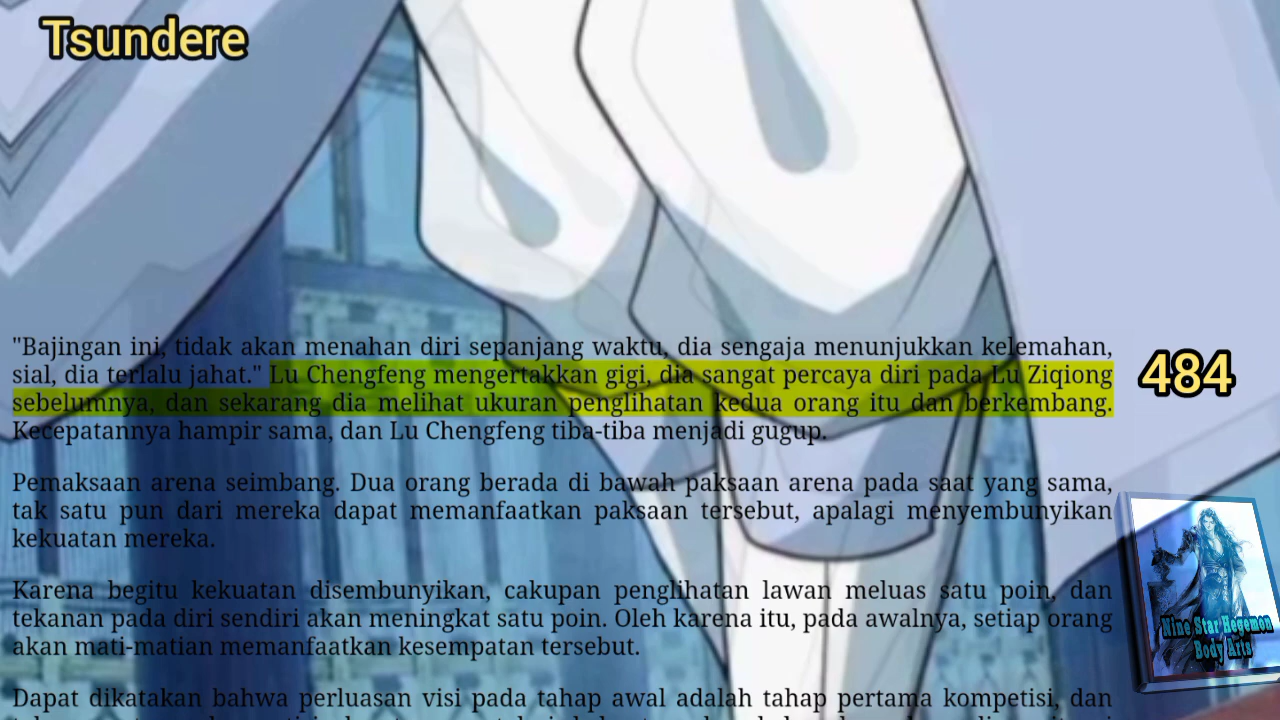 Tsundere
"Bajingan ini, tidak akan menahan diri sepanjang waktu, dia sengaja menunjukkan kelemahan,
sial, dia terlalu jahat." Lu Chengfeng mengertakkan gigi, dia sangat percaya diri pada Lu Ziqiong
sebelumnya, dan sekarang dia melihat ukuran penglihatan kedua orang itu dan berkembang.
Kecepatannya hampir sama, dan Lu Chengfeng tiba-tiba menjadi gugup.
484
Pemaksaan arena seimbang. Dua orang berada di bawah paksaan arena pada saat yang sama,
tak satu pun dari mereka dapat memanfaatkan paksaan tersebut, apalagi menyembunyikan
kekuatan mereka.
Karena begitu kekuatan disembunyikan, cakupan penglihatan lawan meluas satu poin, dan
tekanan pada diri sendiri akan meningkat satu poin. Oleh karena itu, pada awalnya, setiap orang
akan mati-matian memanfaatkan kesempatan tersebut.
Nine Star Hegemon
Body Arts
Dapat dikatakan bahwa perluasan visi pada tahap awal adalah tahap pertama kompetisi, dan